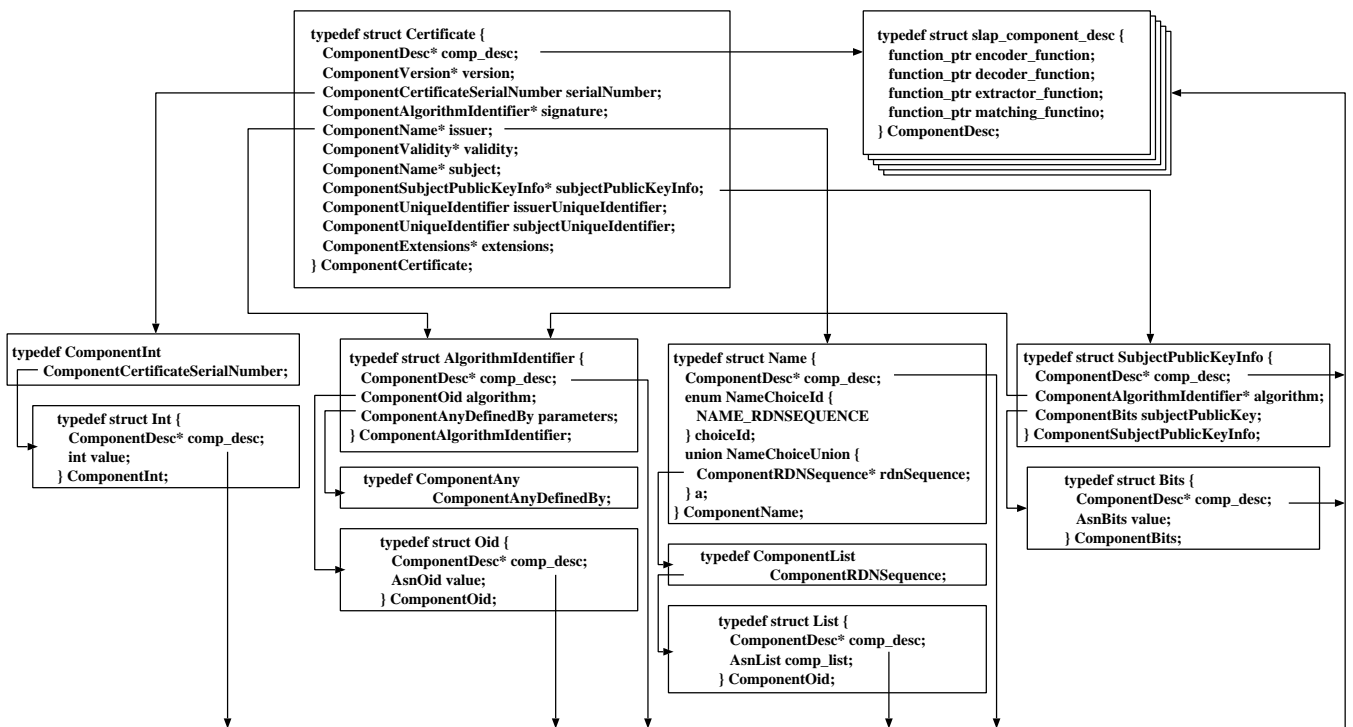 typedef struct Certificate {
ComponentDesc* comp_desc;
ComponentVersion* version;
ComponentCertificateSerialNumber serialNumber;
ComponentAlgorithmIdentifier* signature;
ComponentName* issuer;
ComponentValidity* validity;
ComponentName* subject;
ComponentSubjectPublicKeyInfo* subjectPublicKeyInfo;
ComponentUniqueIdentifier issuerUniqueIdentifier;
ComponentUniqueIdentifier subjectUniqueIdentifier;
ComponentExtensions* extensions;
} ComponentCertificate;
typedef struct slap_component_desc {
function_ptr encoder_function;
function_ptr decoder_function;
function_ptr extractor_function;
function_ptr matching_functino;
} ComponentDesc;
typedef ComponentInt
ComponentCertificateSerialNumber;
typedef struct Int {
ComponentDesc* comp_desc;
int value;
} ComponentInt;
typedef struct AlgorithmIdentifier {
ComponentDesc* comp_desc;
ComponentOid algorithm;
ComponentAnyDefinedBy parameters;
} ComponentAlgorithmIdentifier;
typedef ComponentAny
ComponentAnyDefinedBy;
typedef struct Oid {
ComponentDesc* comp_desc;
AsnOid value;
} ComponentOid;
typedef struct Name {
ComponentDesc* comp_desc;
enum NameChoiceId {
NAME_RDNSEQUENCE
} choiceId;
union NameChoiceUnion {
ComponentRDNSequence* rdnSequence;
} a;
} ComponentName;
typedef ComponentList
ComponentRDNSequence;
typedef struct List {
ComponentDesc* comp_desc;
AsnList comp_list;
} ComponentOid;
typedef struct SubjectPublicKeyInfo {
ComponentDesc* comp_desc;
ComponentAlgorithmIdentifier* algorithm;
ComponentBits subjectPublicKey;
} ComponentSubjectPublicKeyInfo;
typedef struct Bits {
ComponentDesc* comp_desc;
AsnBits value;
} ComponentBits;